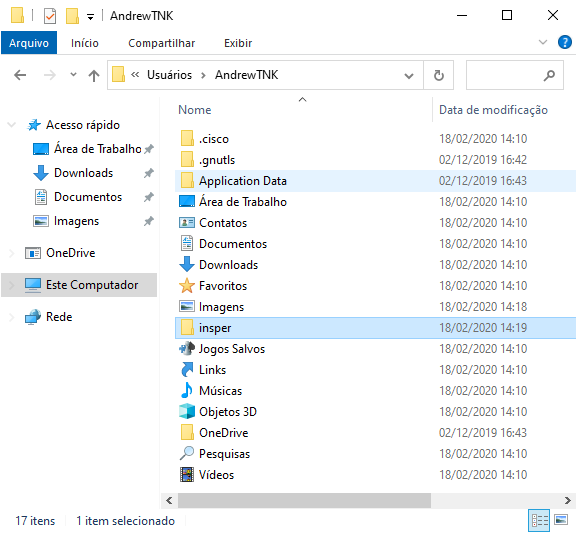 AndrewTNK
Arquivo Início Compartilhar Exibir
Usuários AndrewTNK
Nome Data de modificação
Acesso rápido
Área de Trabalho
Downloads
Documentos
Imagens
OneDrive
Este Computador
Rede
.cisco 18/02/2020 14:10
.gnutls 02/12/2019 16:42
Application Data 02/12/2019 16:43
Área de Trabalho 18/02/2020 14:10
Contatos 18/02/2020 14:10
Documentos 18/02/2020 14:10
Downloads 18/02/2020 14:10
Favoritos 18/02/2020 14:10
Imagens 18/02/2020 14:18
insper 18/02/2020 14:19
Jogos Salvos 18/02/2020 14:10
Links 18/02/2020 14:10
Músicas 18/02/2020 14:10
Objetos 3D 18/02/2020 14:10
OneDrive 02/12/2019 16:43
Pesquisas 18/02/2020 14:10
Vídeos 18/02/2020 14:10
17 itens 1 item selecionado